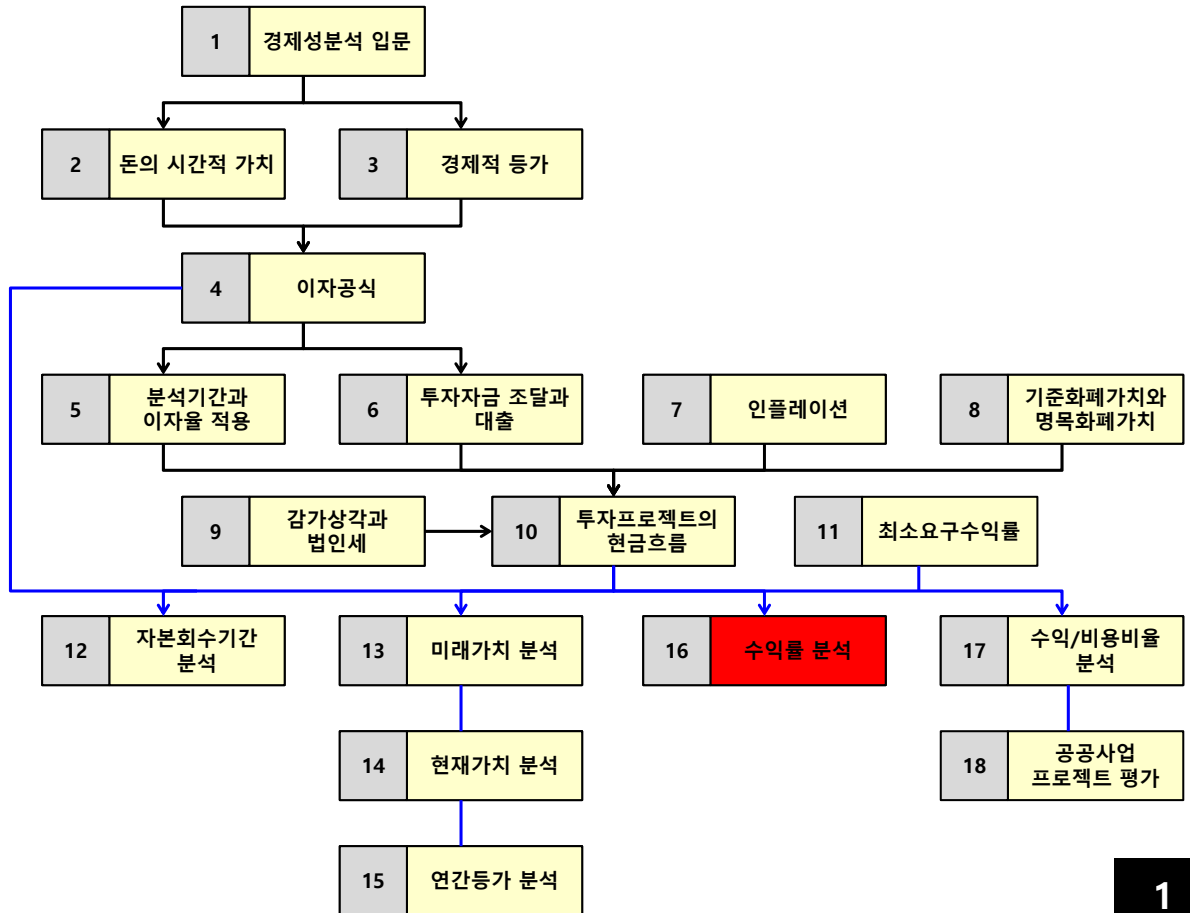 1
경제성분석 입문
2
돈의 시간적 가치
3
경제적 등가
4
이자공식
5
분석기간과
이자율 적용
6
투자자금 조달과
대출
7
인플레이션
8
기준화폐가치와
명목화폐가치
9
감가상각과
법인세
10
투자프로젝트의
현금흐름
11
최소요구수익률
12
자본회수기간
분석
13
미래가치 분석
16
수익률 분석
17
수익/비용비율
분석
14
현재가치 분석
18
공공사업
프로젝트 평가
15
연간등가 분석
1